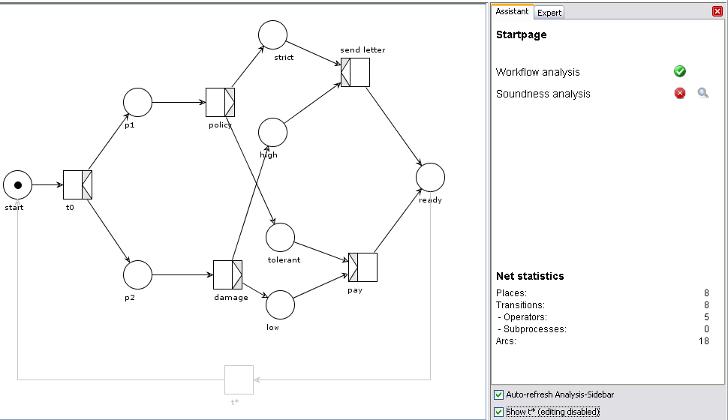 strict
send letter
p1
policy
high
start
t0
ready
tolerant
pay
p2
damage
low
t*
Assistant
Expert
Startpage
Workflow analysis
Soundness analysis
Net statistics
Places: 8
Transitions: 8
- Operators: 5
- Subprocesses: 0
Arcs: 18
Auto-refresh Analysis-Sidebar
Show t* (editing disabled)